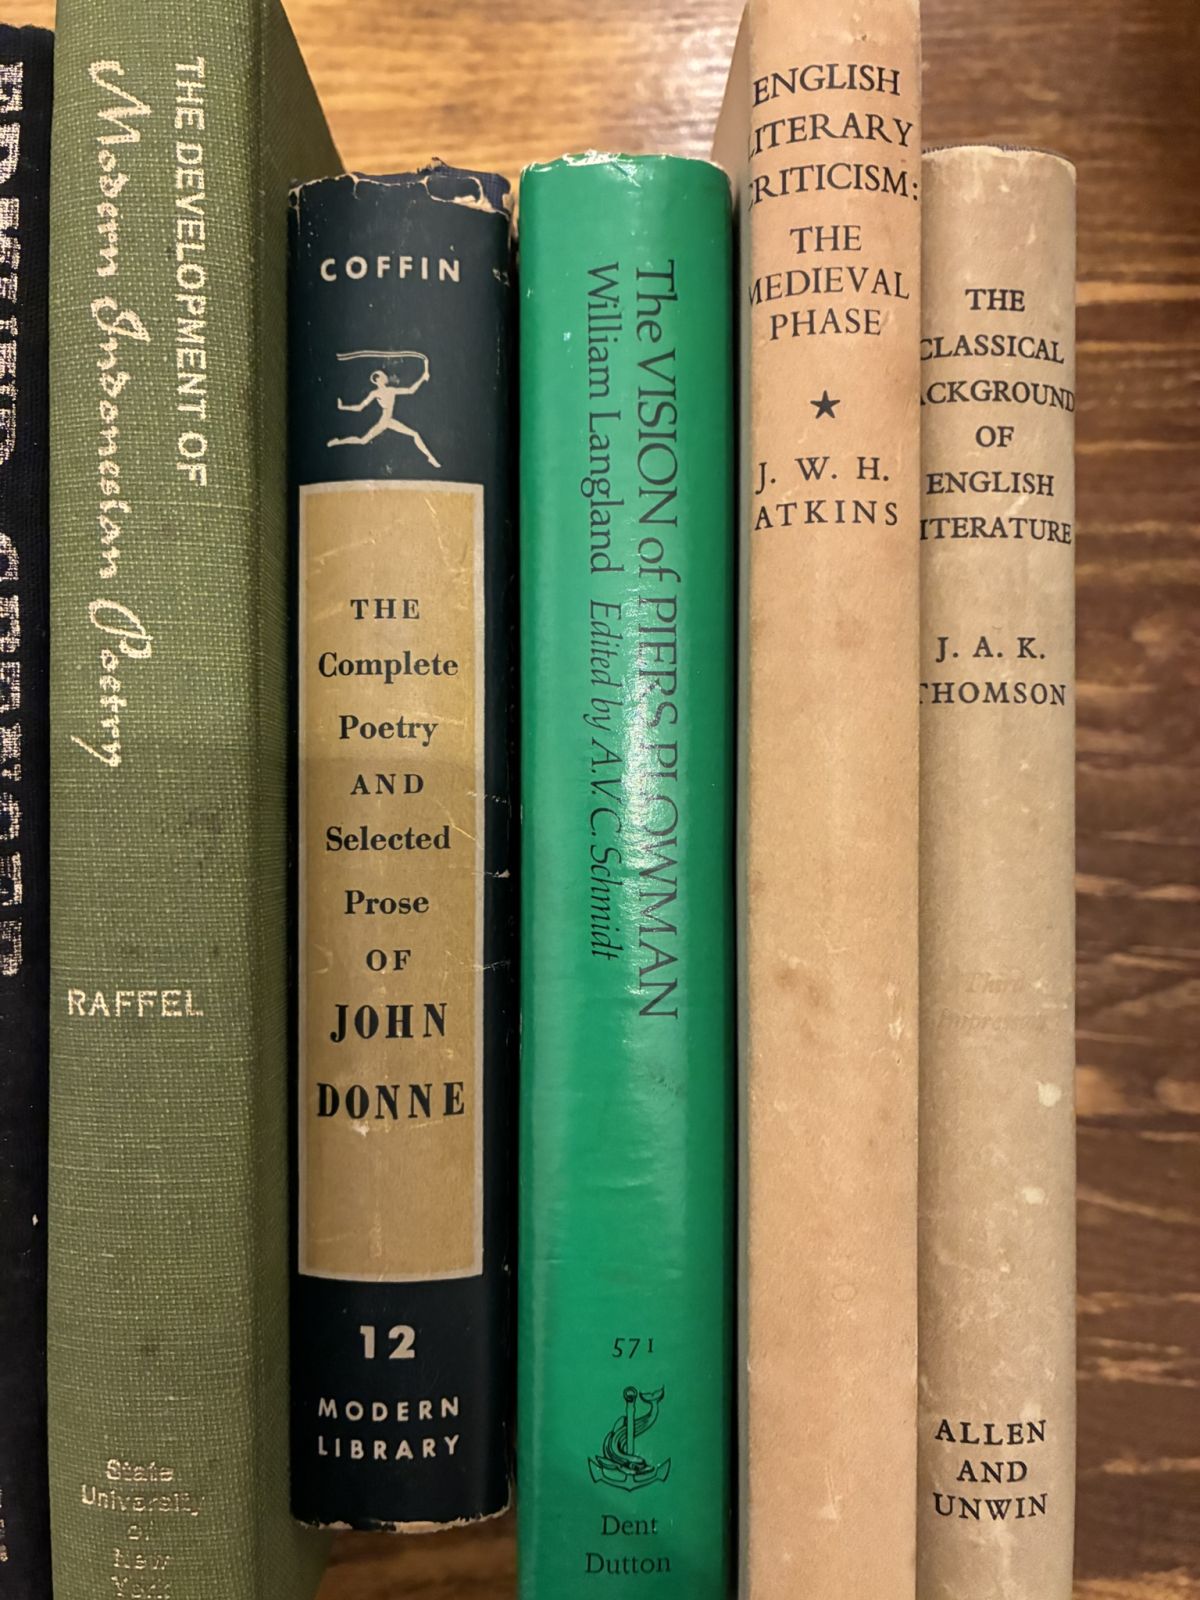 THE DEVELOPMENT OF
Modern Indonesian Poetry
RAFFEL
State
University
of
New
York
COFFIN
THE
Complete
Poetry
AND
Selected
Prose
OF
JOHN
DONNE
12
MODERN
LIBRARY
The VISION of PIERS PLOWMAN
William Langland Edited by A.V.C. Schmidt
571
Dent
Dutton
ENGLISH
LITERARY
CRITICISM:
THE
MEDIEVAL
PHASE
J. W. H.
ATKINS
THE
CLASSICAL
BACKGROUND
OF
ENGLISH
LITERATURE
J. A. K.
THOMSON
Third
Impression
ALLEN
AND
UNWIN